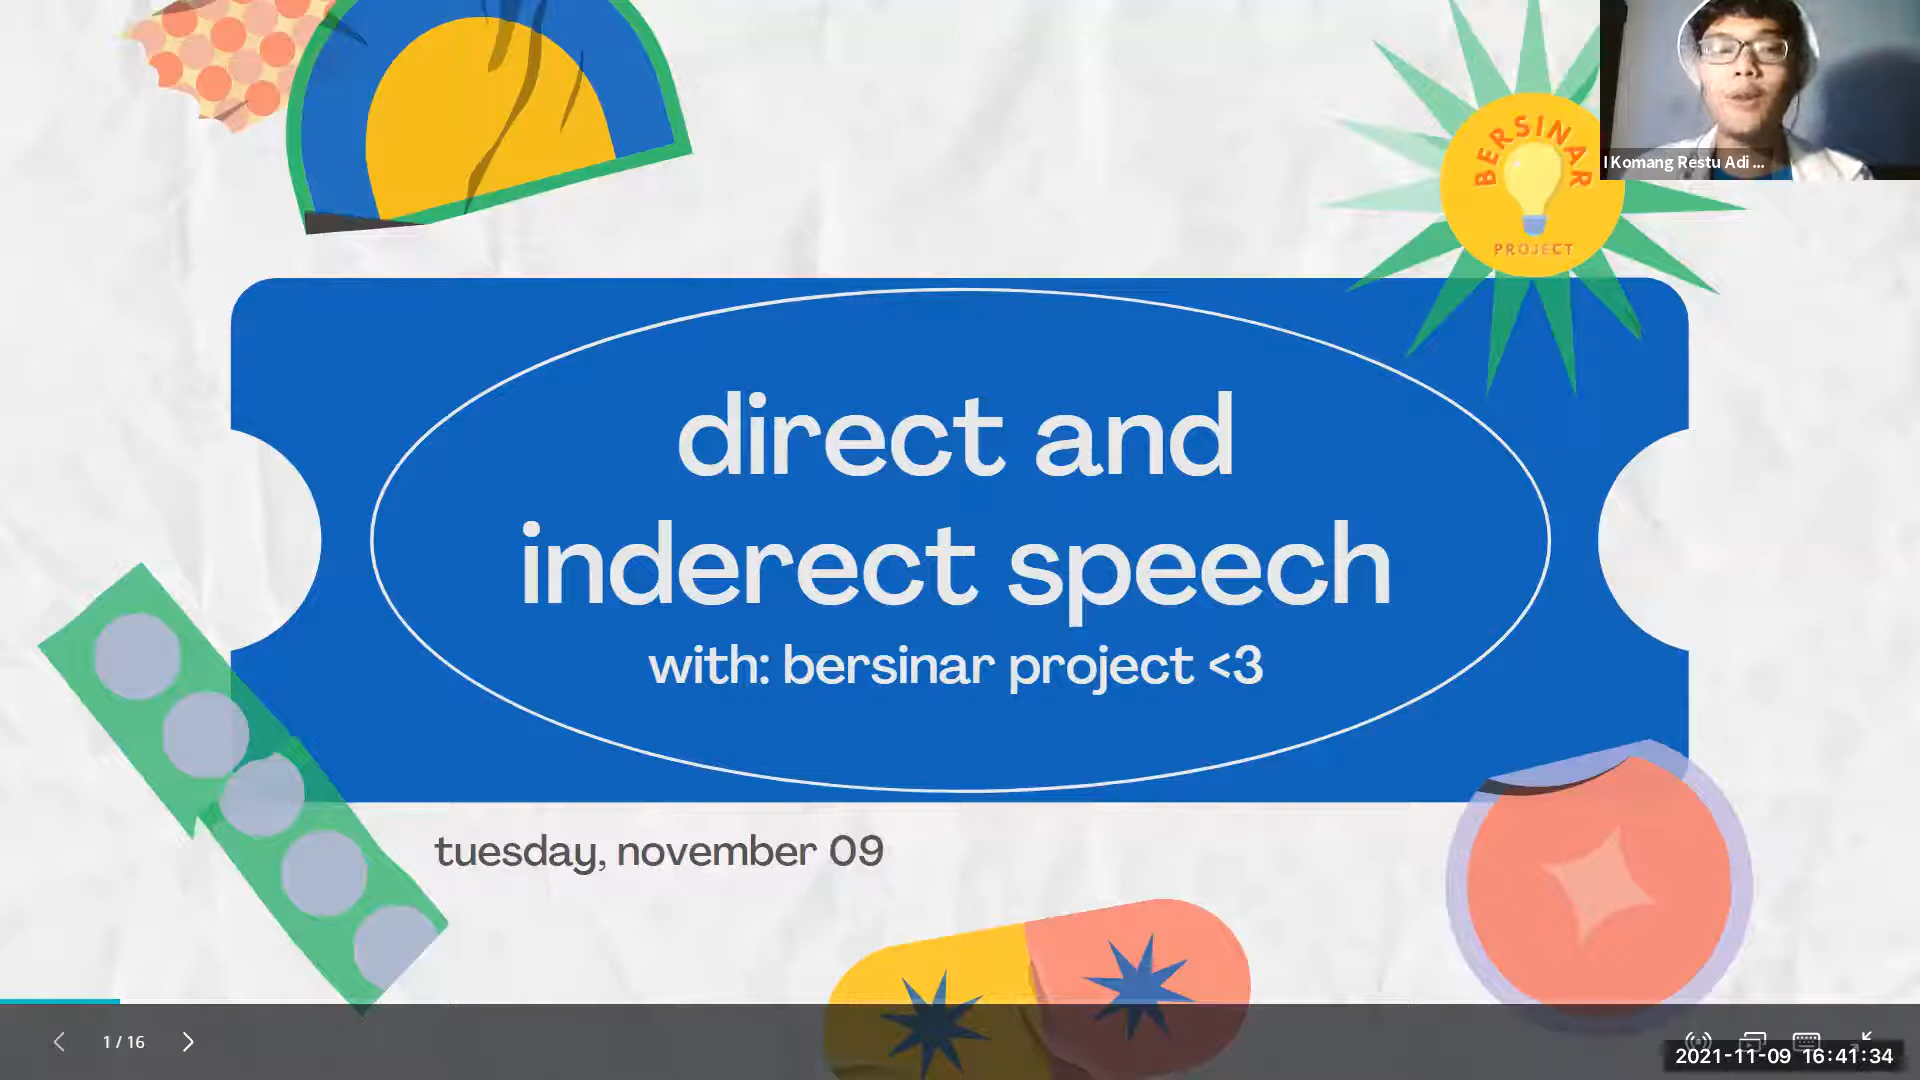 BERSINAR
PROJECT
I Komang Restu Adi ...
direct and
inderect speech
with: bersinar project <3
tuesday, november 09
1 / 16
2021-11-09 16:41:34